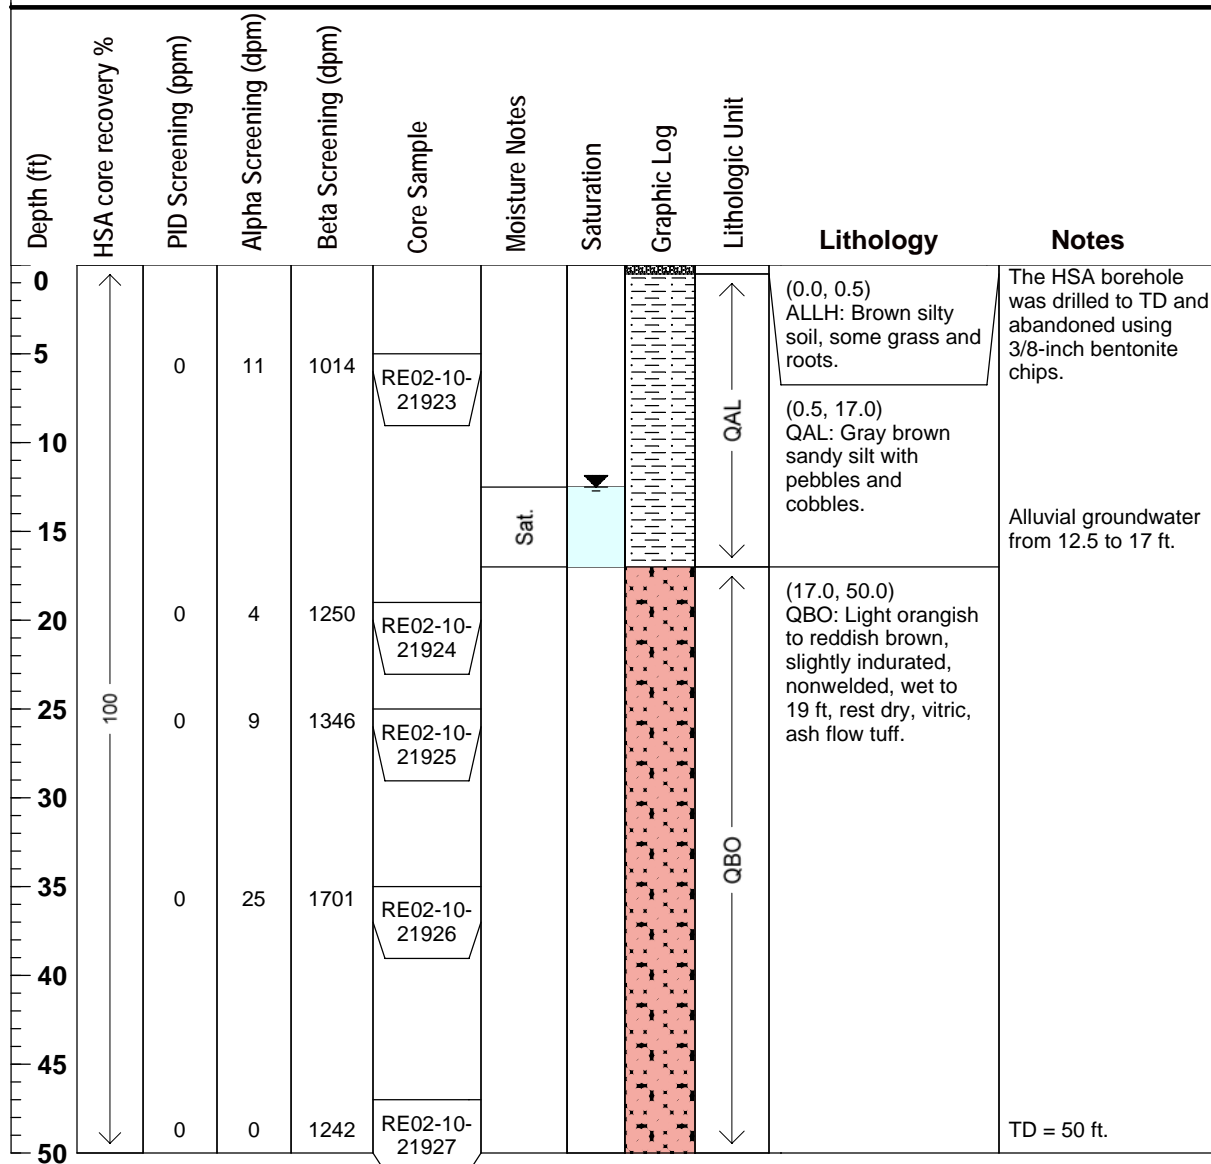 Depth (ft)
HSA core recovery %
PID Screening (ppm)
Alpha Screening (dpm)
Beta Screening (dpm)
Core Sample
Moisture Notes
Saturation
Graphic Log
Lithologic Unit
Lithology
Notes
0
5
10
15
20
25
30
35
40
45
50
100
0 11 1014
RE02-10-
21923
0 4 1250
RE02-10-
21924
0 9 1346
RE02-10-
21925
0 25 1701
RE02-10-
21926
0 0 1242
RE02-10-
21927
Sat.
QAL
QBO
(0.0, 0.5)
ALLH: Brown silty
soil, some grass and
roots.
(0.5, 17.0)
QAL: Gray brown
sandy silt with
pebbles and
cobbles.
(17.0, 50.0)
QBO: Light orangish
to reddish brown,
slightly indurated,
nonwelded, wet to
19 ft, rest dry, vitric,
ash flow tuff.
The HSA borehole
was drilled to TD and
abandoned using
3/8-inch bentonite
chips.
Alluvial groundwater
from 12.5 to 17 ft.
TD = 50 ft.